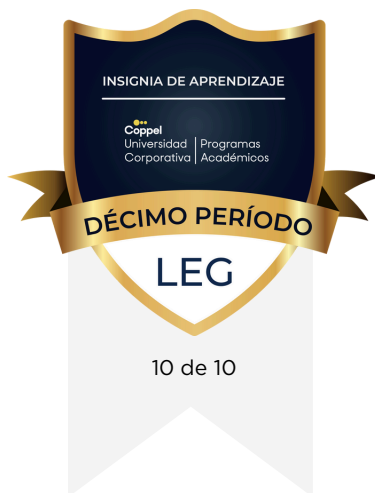 INSIGNIA DE APRENDIZAJE
Coppel
Universidad | Programas
Corporativa | Académicos
DÉCIMO PERÍODO
LEG
10 de 10